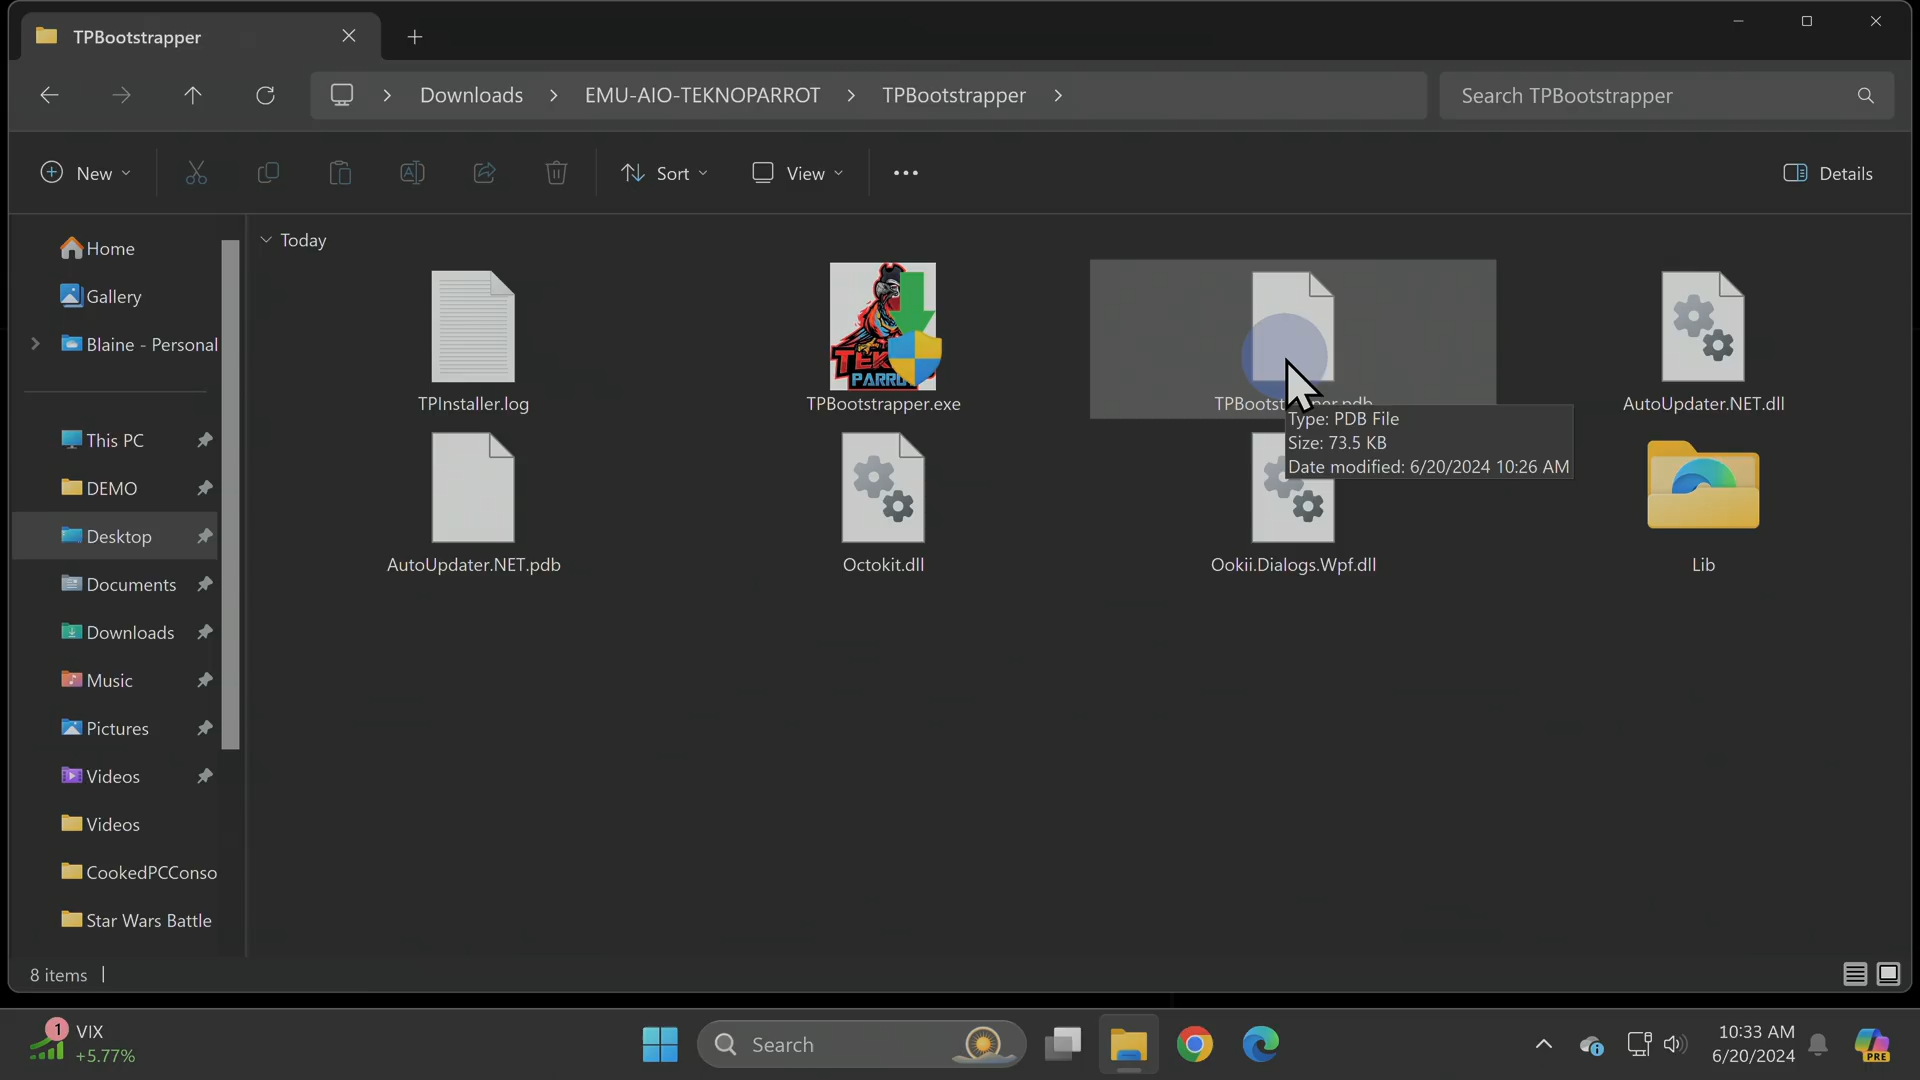 TPBootstrapper
Downloads
EMU-AIO-TEKNOPARROT
TPBootstrapper
Search TPBootstrapper
New
Sort
View
Details
Home
Gallery
Blaine - Personal
This PC
DEMO
Desktop
Documents
Downloads
Music
Pictures
Videos
Videos
CookedPCConso
Star Wars Battle
Today
TPInstaller.log
TPBootstrapper.exe
AutoUpdater.NET.dll
Type: PDB File
Size: 73.5 KB
Date modified: 6/20/2024 10:26 AM
AutoUpdater.NET.pdb
Octokit.dll
Ookii.Dialogs.Wpf.dll
Lib
8 items
1
VIX
+5.77%
Search
10:33 AM
6/20/2024
PRE